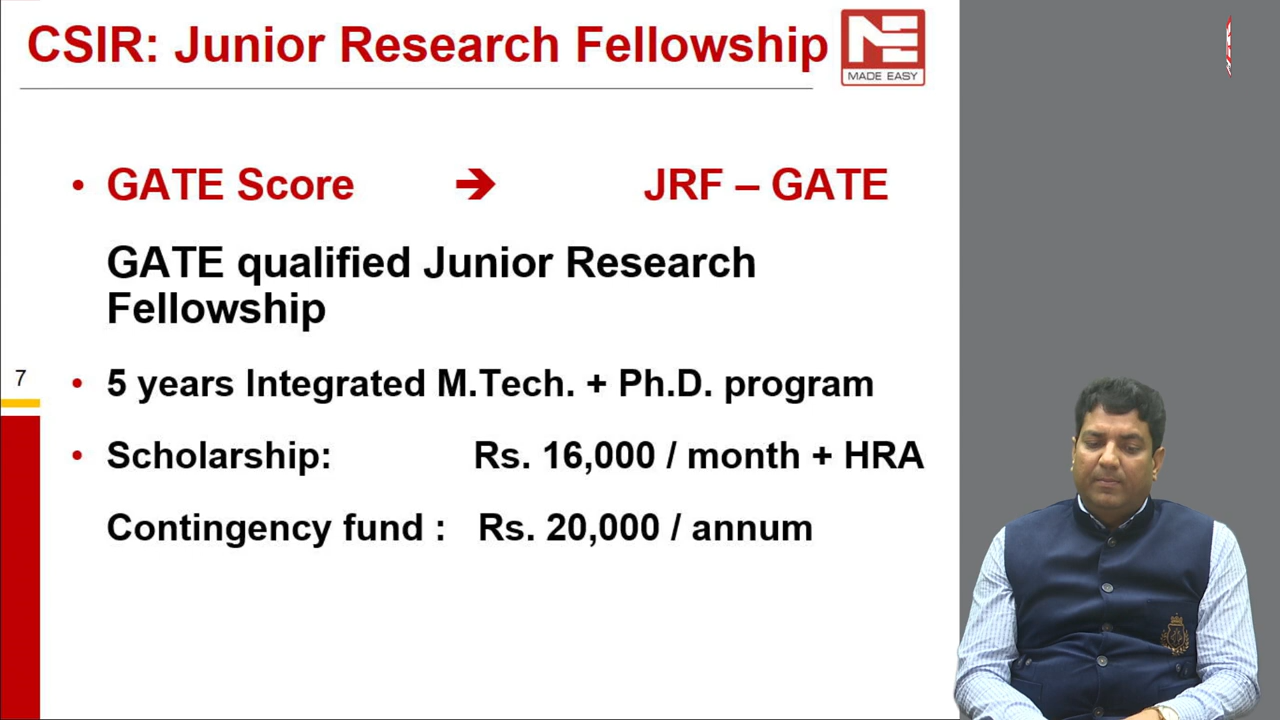 CSIR: Junior Research Fellowship
MADE EASY
• GATE Score ➔ JRF – GATE
GATE qualified Junior Research
Fellowship
7
• 5 years Integrated M.Tech. + Ph.D. program
• Scholarship: Rs. 16,000 / month + HRA
Contingency fund : Rs. 20,000 / annum